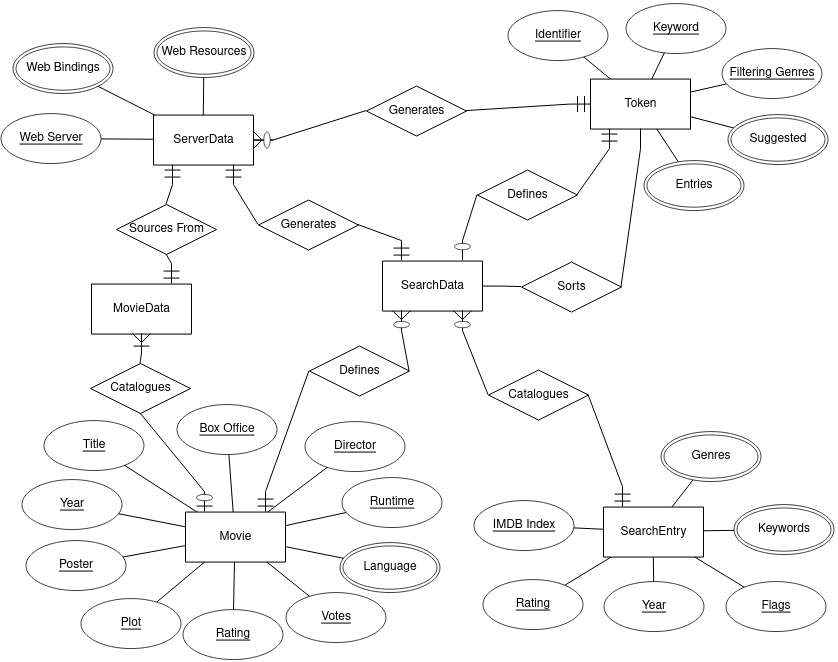 Identifier
Keyword
Web Resources
Web Bindings
Filtering Genres
Token
Generates
Web Server
ServerData
Suggested
Entries
Defines
Sources From
Generates
SearchData
Sorts
MovieData
Defines
Catalogues
Catalogues
Box Office
Title
Director
Genres
Year
Runtime
IMDB Index
Keywords
Movie
SearchEntry
Poster
Language
Rating
Year
Flags
Plot
Votes
Rating